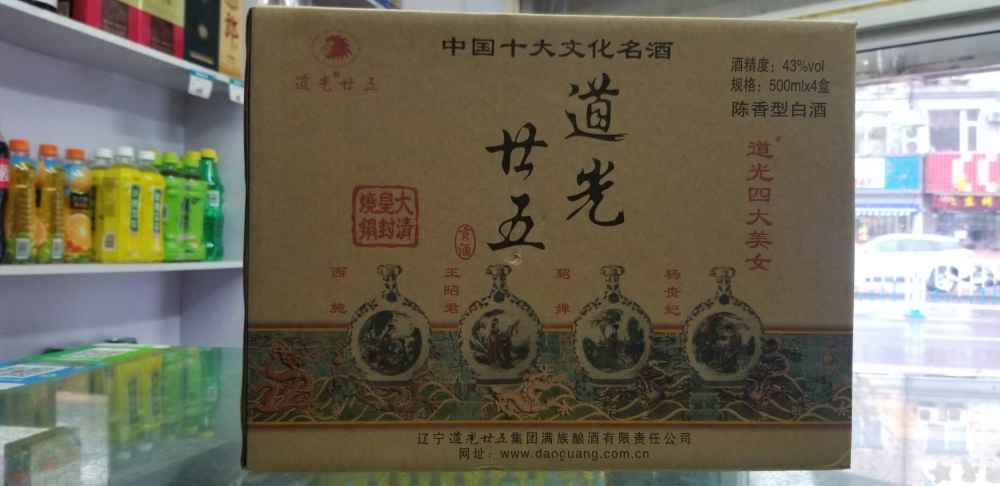 中国十大文化名酒
道光廿五
酒精度：43%vol
规格：500mlx4盒
陈香型白酒
道光
廿五
道光四大美女
大清
皇封
烧锅
贡酒
西施
王昭君
貂婵
杨贵妃
辽宁道光廿五集团满族酿酒有限责任公司
网址：www.daoguang.com.cn